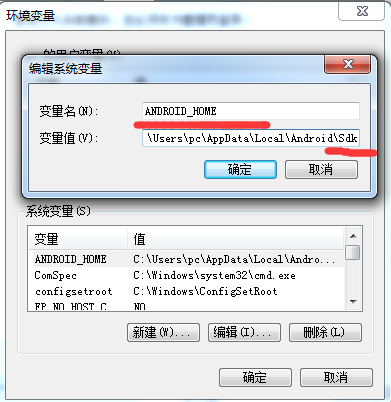 环境变量
的用户变量(U)
编辑系统变量
变量名(N):
ANDROID_HOME
变量值(V):
\Users\pc\AppData\Local\Android\Sdk
确定
取消
系统变量(S)
变量
值
ANDROID_HOME
C:\Users\pc\AppData\Local\Andro...
ComSpec
C:\Windows\system32\cmd.exe
configsetroot
C:\Windows\ConfigSetRoot
FP_NO_HOST_C
NO
新建(W)...
编辑(I)...
删除(L)
确定
取消